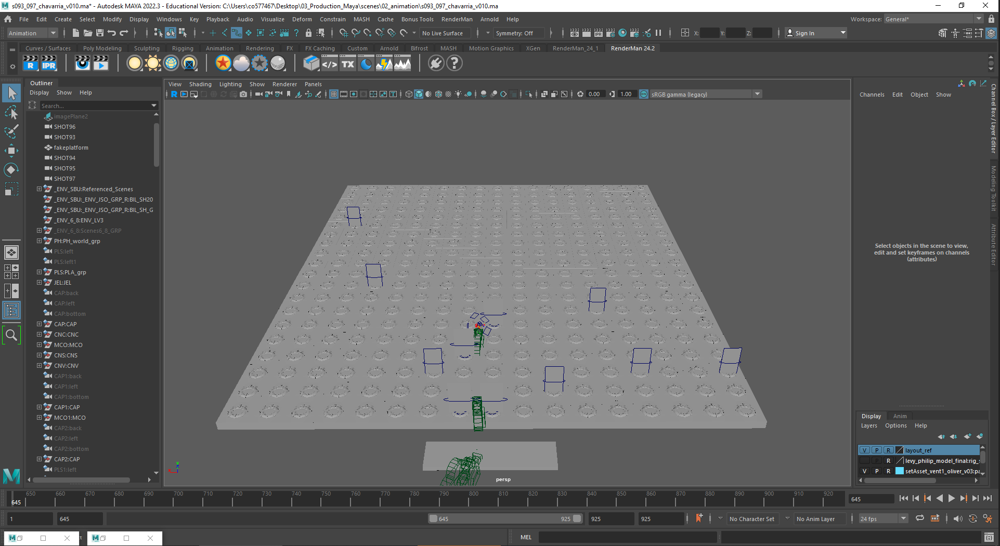 s093_097_chavarria_v010.ma* - Autodesk MAYA 2022.3 - Educational Version: C:\Users\co577467\Desktop\03_Production_Maya\scenes\02_animation\s093_097_chavarria_v010.ma
File Edit Create Select Modify Display Windows Key Playback Audio Visualize Deform Constrain MASH Cache Bonus Tools RenderMan Arnold Help
Workspace: General*
Animation No Live Surface Symmetry: Off X: Y: Z: Sign In
Curves / Surfaces Poly Modeling Sculpting Rigging Animation Rendering FX FX Caching Custom Arnold Bifrost MASH Motion Graphics XGen RenderMan_24_1 RenderMan 24.2
R IPR </> TX ?
Outliner
Display Show Help
Search...
imagePlane2
SHOT96
SHOT93
fakeplatform
SHOT94
SHOT95
SHOT97
_ENV_SBU:Referenced_Scenes
_ENV_SBU:_ENV_JSO_GRP_R:BIL_SH20
_ENV_SBU:_ENV_JSO_GRP_R:BIL_SH_G
_ENV_6_8:ENV_LV3
_ENV_6_8:Scenes6_8_GRP
PH:PH_world_grp
PLS:left
PLS:left1
PLS:PLA_grp
JEL:JEL
CAP:back
CAP:left
CAP:bottom
CAP:CAP
CNC:CNC
MCO:MCO
CNS:CNS
CNV:CNV
CAP1:back
CAP1:left
CAP1:bottom
CAP1:CAP
MCO1:MCO
CAP2:back
CAP2:left
CAP2:bottom
CAP2:CAP
PLS1:left
View Shading Lighting Show Renderer Panels
0.00 1.00 ON sRGB gamma (legacy)
persp
Channels Edit Object Show
Select objects in the scene to view,
edit and set keyframes on channels
(attributes)
Channel Box / Layer Editor
Modeling Toolkit
Attribute Editor
Display Anim
Layers Options Help
V P R layout_ref
P R levy_philip_model_final:rig_s
V P R setAsset_vent1_oliver_v03:pa
650 660 670 680 690 700 710 720 730 740 750 760 770 780 790 800 810 820 830 840 850 860 870 880 890 900 910 920
645 645
1 645 645 925 925 925 No Character Set No Anim Layer 24 fps
MEL